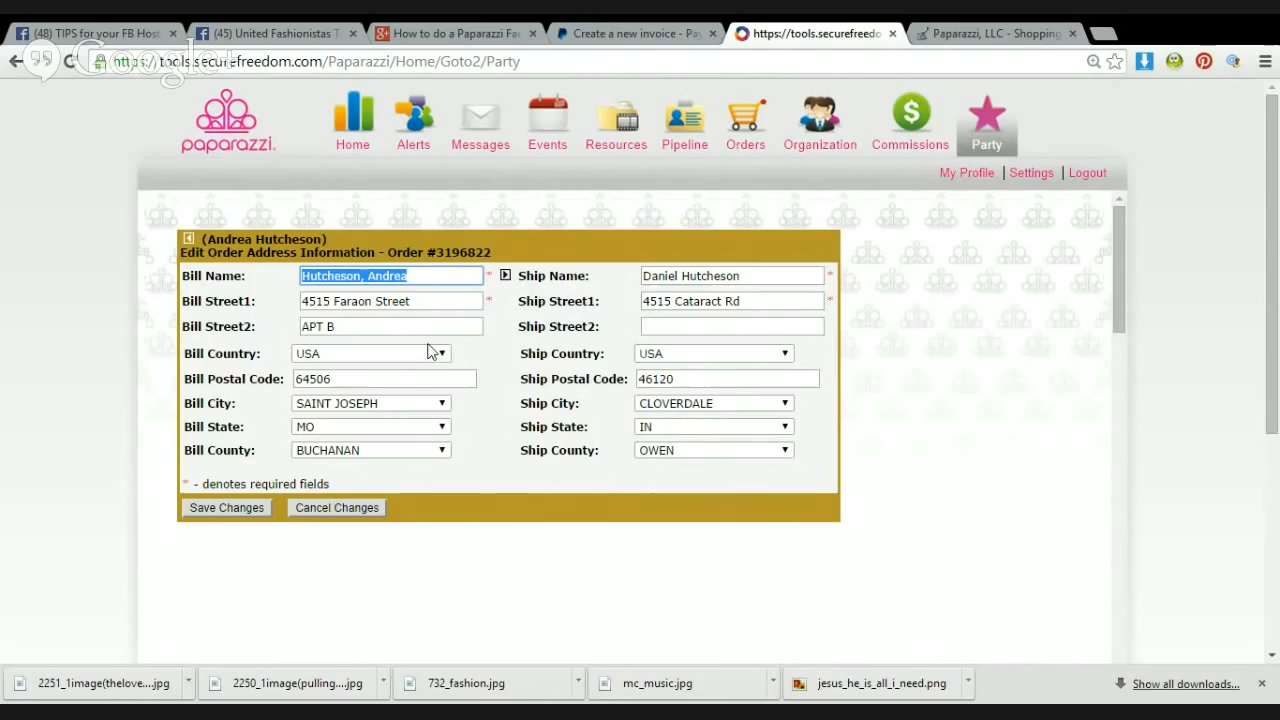 (48) TIPS for your FB Host
(45) United Fashionistas T
How to do a Paparazzi Fa
Create a new invoice - Pay
https://tools.securefreedo
Paparazzi, LLC - Shopping
Google+
https://tools.securefreedom.com/Paparazzi/Home/Goto2/Party
paparazzi
Home
Alerts
Messages
Events
Resources
Pipeline
Orders
Organization
Commissions
Party
My Profile | Settings | Logout
(Andrea Hutcheson)
Edit Order Address Information - Order #3196822
Bill Name: Hutcheson, Andrea * Ship Name: Daniel Hutcheson *
Bill Street1: 4515 Faraon Street * Ship Street1: 4515 Cataract Rd *
Bill Street2: APT B Ship Street2:
Bill Country: USA Ship Country: USA
Bill Postal Code: 64506 Ship Postal Code: 46120
Bill City: SAINT JOSEPH Ship City: CLOVERDALE
Bill State: MO Ship State: IN
Bill County: BUCHANAN Ship County: OWEN
* - denotes required fields
Save Changes Cancel Changes
2251_1image(thelove....jpg
2250_1image(pulling....jpg
732_fashion.jpg
mc_music.jpg
jesus_he_is_all_i_need.png
Show all downloads...